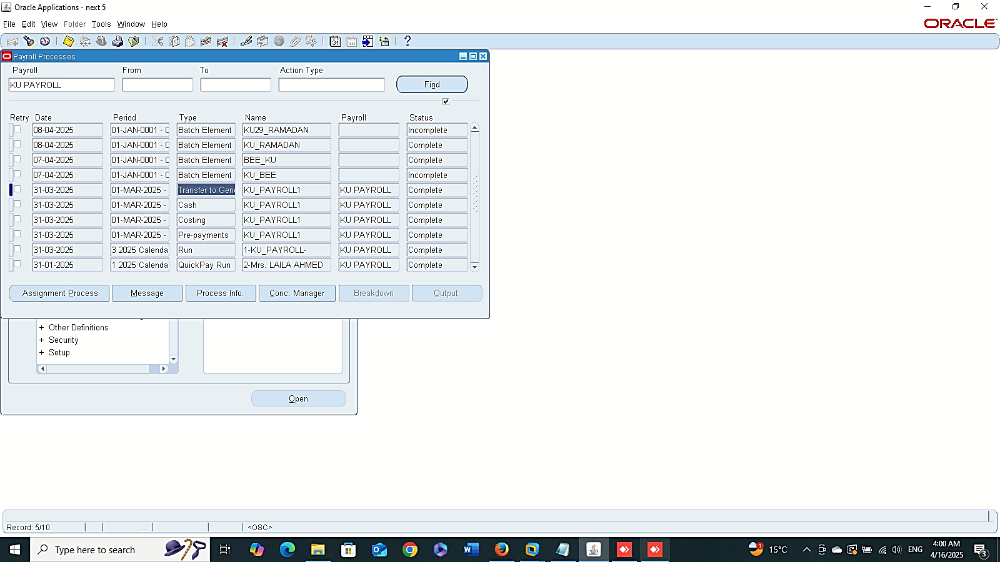 Oracle Applications - next 5
File Edit View Folder Tools Window Help
ORACLE
Payroll Processes
Payroll From To Action Type
KU PAYROLL Find
Retry Date Period Type Name Payroll Status
08-04-2025 01-JAN-0001 - 0 Batch Element KU29_RAMADAN Incomplete
08-04-2025 01-JAN-0001 - 0 Batch Element KU_RAMADAN Complete
07-04-2025 01-JAN-0001 - 0 Batch Element BEE_KU Complete
07-04-2025 01-JAN-0001 - 0 Batch Element KU_BEE Incomplete
31-03-2025 01-MAR-2025 - Transfer to Gene KU_PAYROLL1 KU PAYROLL Complete
31-03-2025 01-MAR-2025 - Cash KU_PAYROLL1 KU PAYROLL Complete
31-03-2025 01-MAR-2025 - Costing KU_PAYROLL1 KU PAYROLL Complete
31-03-2025 01-MAR-2025 - Pre-payments KU_PAYROLL1 KU PAYROLL Complete
31-03-2025 3 2025 Calenda Run 1-KU_PAYROLL- KU PAYROLL Complete
31-01-2025 1 2025 Calenda QuickPay Run 2-Mrs. LAILA AHMED KU PAYROLL Complete
Assignment Process Message Process Info. Conc. Manager Breakdown Output
+ Other Definitions
+ Security
+ Setup
Open
Record: 5/10 ... <OSC>
Type here to search 15°C ENG 4:00 AM
4/16/2025 3